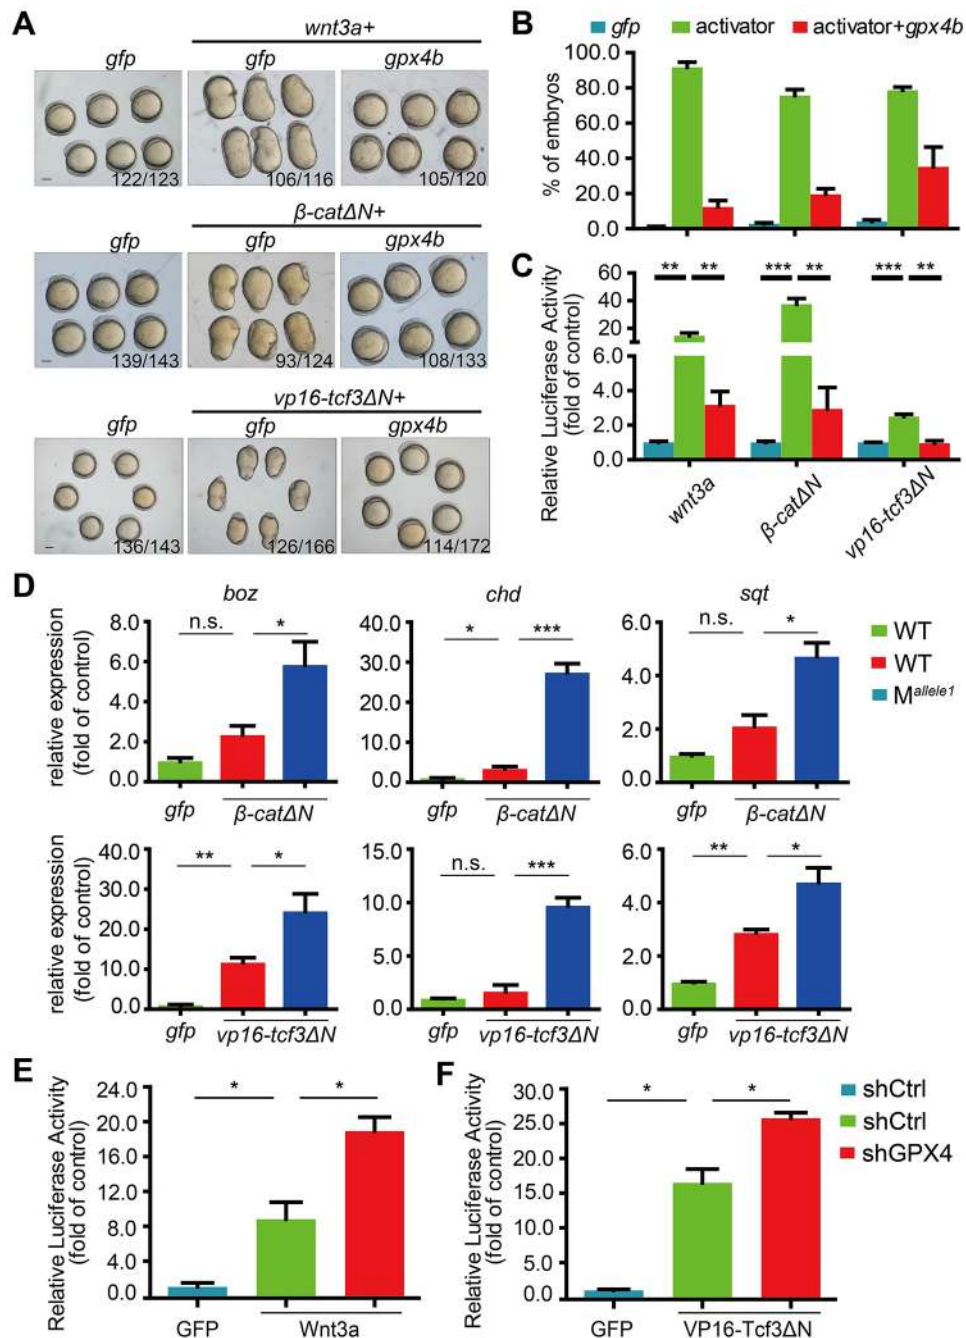 A
wnt3a+
gfp gfp gpx4b
122/123 106/116 105/120
β-catΔN+
gfp gfp gpx4b
139/143 93/124 108/133
vp16-tcf3ΔN+
gfp gfp gpx4b
136/143 126/166 114/172
B
gfp activator activator+gpx4b
% of embryos
100.0
80.0
60.0
40.0
20.0
0.0
C
Relative Luciferase Activity
(fold of control)
60
40
20
6.0
4.0
2.0
0.0
** ** *** ** *** **
wnt3a β-catΔN vp16-tcf3ΔN
D
boz chd sqt
WT
WT
M^allele1
relative expression
(fold of control)
8.0
6.0
4.0
2.0
0.0
n.s. *
gfp β-catΔN
40.0
30.0
20.0
10.0
0.0
* ***
gfp β-catΔN
6.0
4.0
2.0
0.0
n.s. *
gfp β-catΔN
relative expression
(fold of control)
40.0
30.0
20.0
10.0
0.0
** *
gfp vp16-tcf3ΔN
15.0
10.0
5.0
0.0
n.s. ***
gfp vp16-tcf3ΔN
6.0
4.0
2.0
0.0
** *
gfp vp16-tcf3ΔN
E
Relative Luciferase Activity
(fold of control)
24.0
20.0
16.0
12.0
8.0
4.0
0.0
* *
GFP Wnt3a
F
Relative Luciferase Activity
(fold of control)
30.0
25.0
20.0
15.0
10.0
5.0
0.0
* *
GFP VP16-Tcf3ΔN
shCtrl
shCtrl
shGPX4